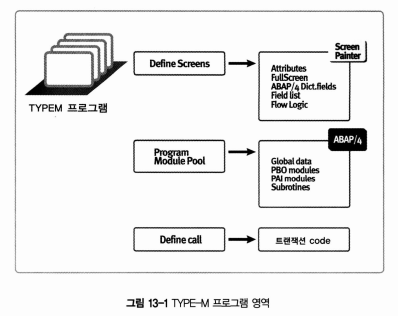 Define Screens
Screen
Painter
Attributes
FullScreen
ABAP/4 Dict.fields
Field list
Flow Logic
TYPEM 프로그램
Program
Module Pool
ABAP/4
Global data
PBO modules
PAI modules
Subrotines
Define call
트랜잭션 code
그림 13-1 TYPE-M 프로그램 영역